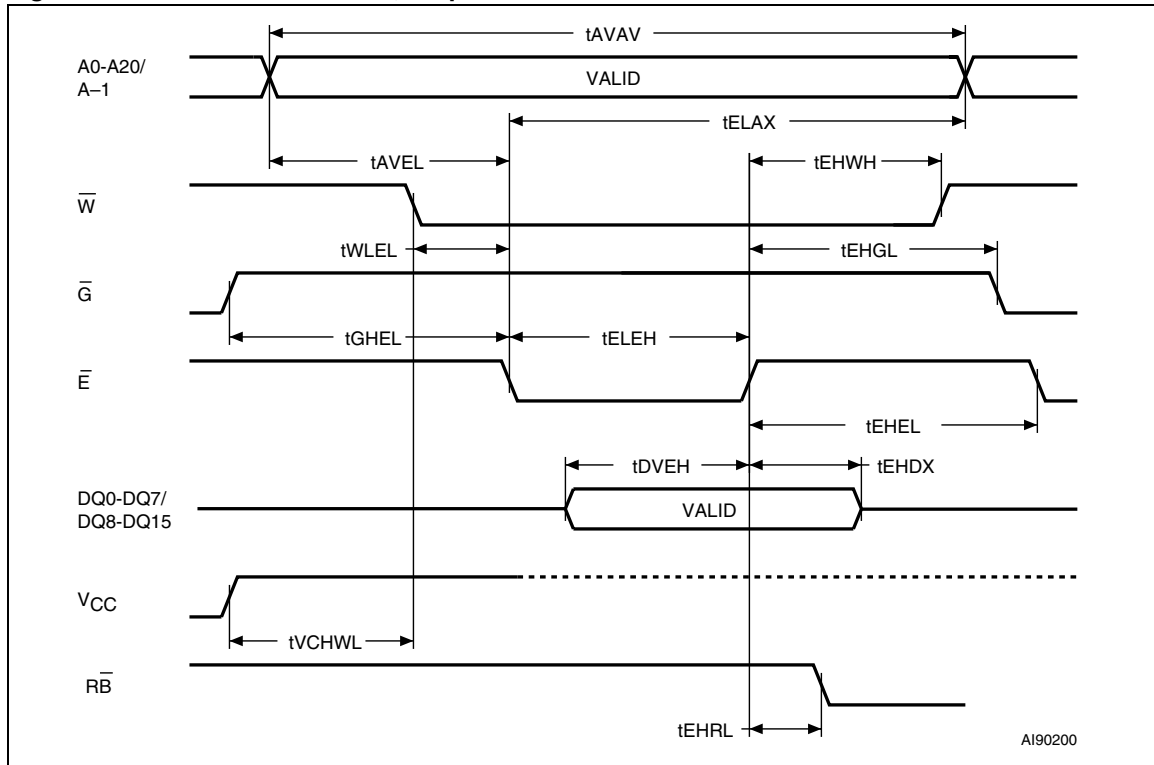 tAVAV
A0-A20/
A–1
VALID
tELAX
tAVEL
tEHWH
W̅
tWLEL
tEHGL
G̅
tGHEL
tELEH
E̅
tEHEL
tDVEH
tEHDX
DQ0-DQ7/
DQ8-DQ15
VALID
VCC
tVCHWL
RB̅
tEHRL
AI90200